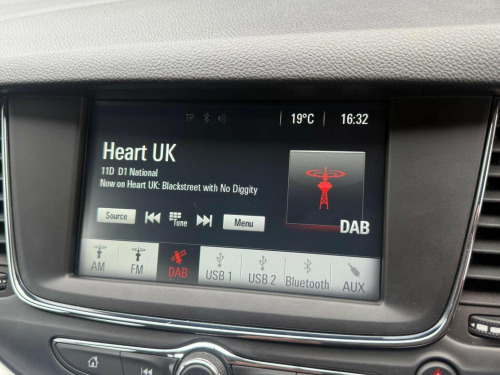 TP 19°C 16:32
Heart UK
11D D1 National
Now on Heart UK: Blackstreet with No Diggity
DAB
Source Tune Menu
AM FM DAB USB 1 USB 2 Bluetooth AUX